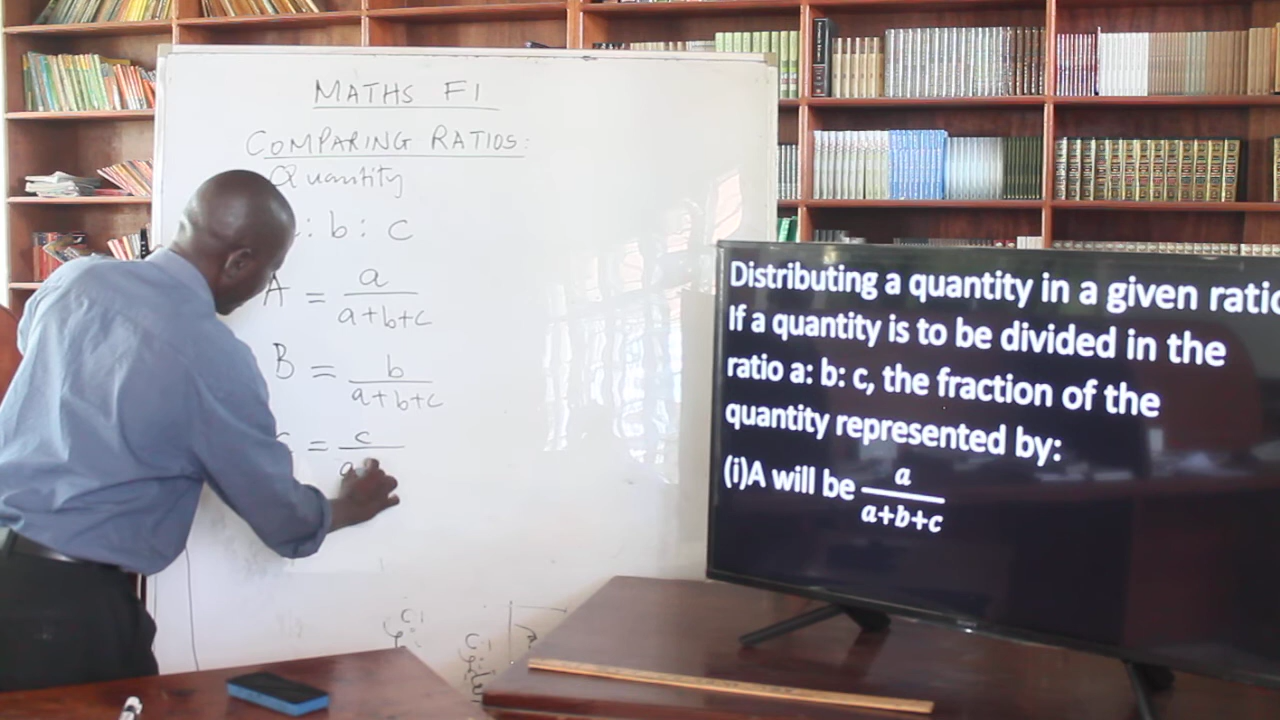 MATHS F1
COMPARING RATIOS:
Quantity
: b : c
A = a
a+b+c
B = b
a+b+c
= c
a
Distributing a quantity in a given ratio
If a quantity is to be divided in the
ratio a: b: c, the fraction of the
quantity represented by:
(i)A will be a
a+b+c